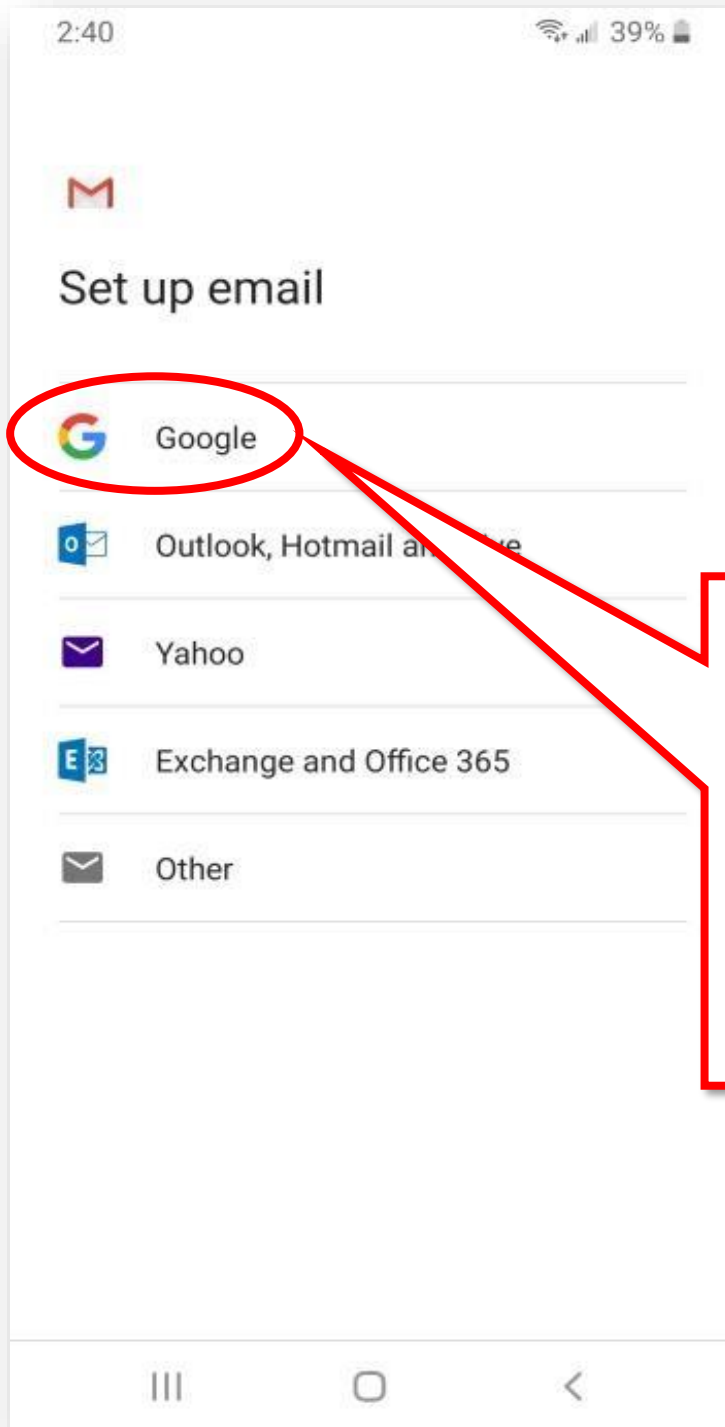 2:40
39%
Set up email
Google
Outlook, Hotmail
Yahoo
Exchange and Office 365
Other